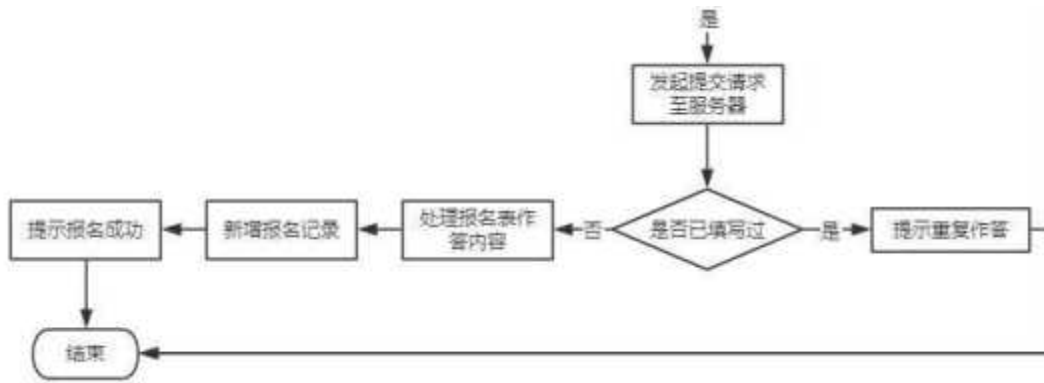 是
发起提交请求
至服务器
提示报名成功
新增报名记录
处理报名表作
答内容
否
是否已填写过
是
提示重复作答
结束